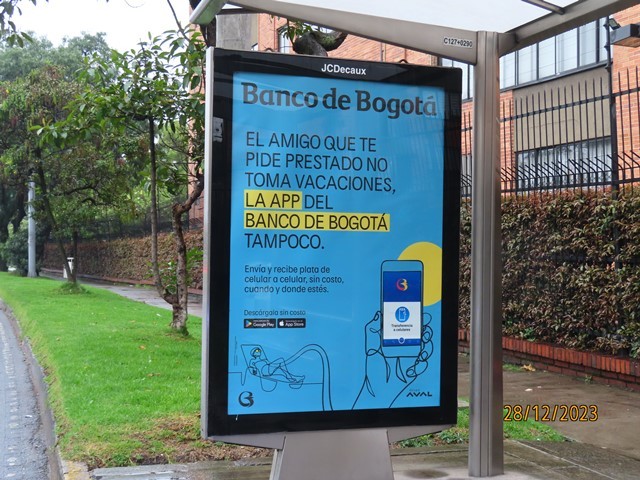 C127+0290
JCDecaux
Banco de Bogotá
EL AMIGO QUE TE
PIDE PRESTADO NO
TOMA VACACIONES,
LA APP DEL
BANCO DE BOGOTÁ
TAMPOCO.
Envía y recibe plata de
celular a celular, sin costo,
cuando y donde estés.
Descárgala sin costo
Google Play
App Store
Transferencia
a celulares
AVAL
28/12/2023